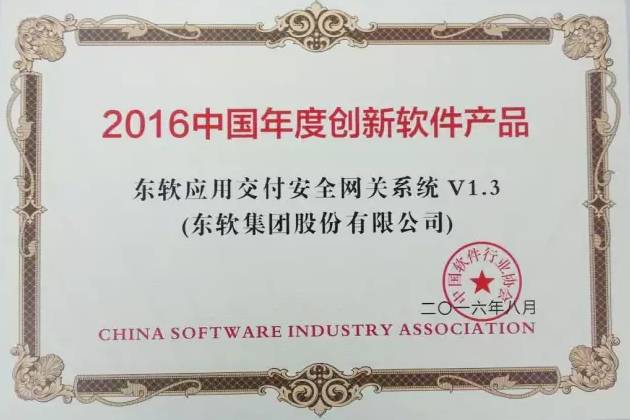 2016中国年度创新软件产品
东软应用交付安全网关系统 V1.3
(东软集团股份有限公司)
中国软件行业协会
二〇一六年八月
CHINA SOFTWARE INDUSTRY ASSOCIATION